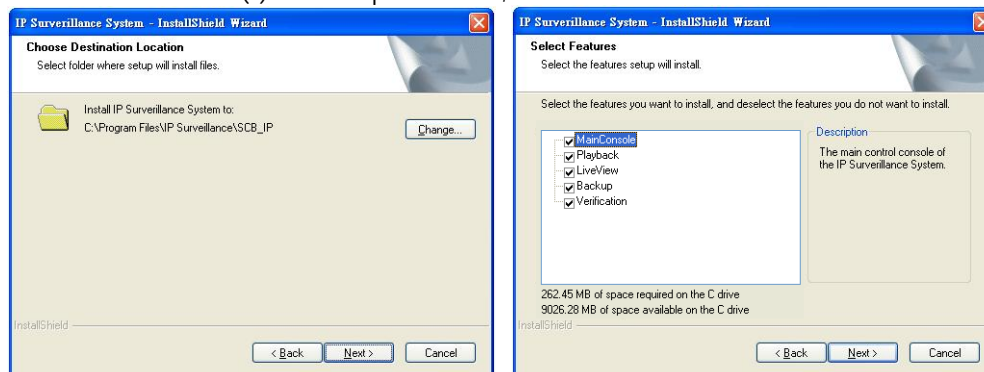 IP Surverillance System - InstallShield Wizard
Choose Destination Location
Select folder where setup will install files.
Install IP Surverillance System to:
C:\Program Files\IP Surveillance\SCB_IP
Change...
InstallShield
< Back
Next >
Cancel
IP Surverillance System - InstallShield Wizard
Select Features
Select the features setup will install.
Select the features you want to install, and deselect the features you do not want to install.
MainConsole
Playback
LiveView
Backup
Verification
Description
The main control console of
the IP Surverillance System.
262.45 MB of space required on the C drive
9026.28 MB of space available on the C drive
InstallShield
< Back
Next >
Cancel